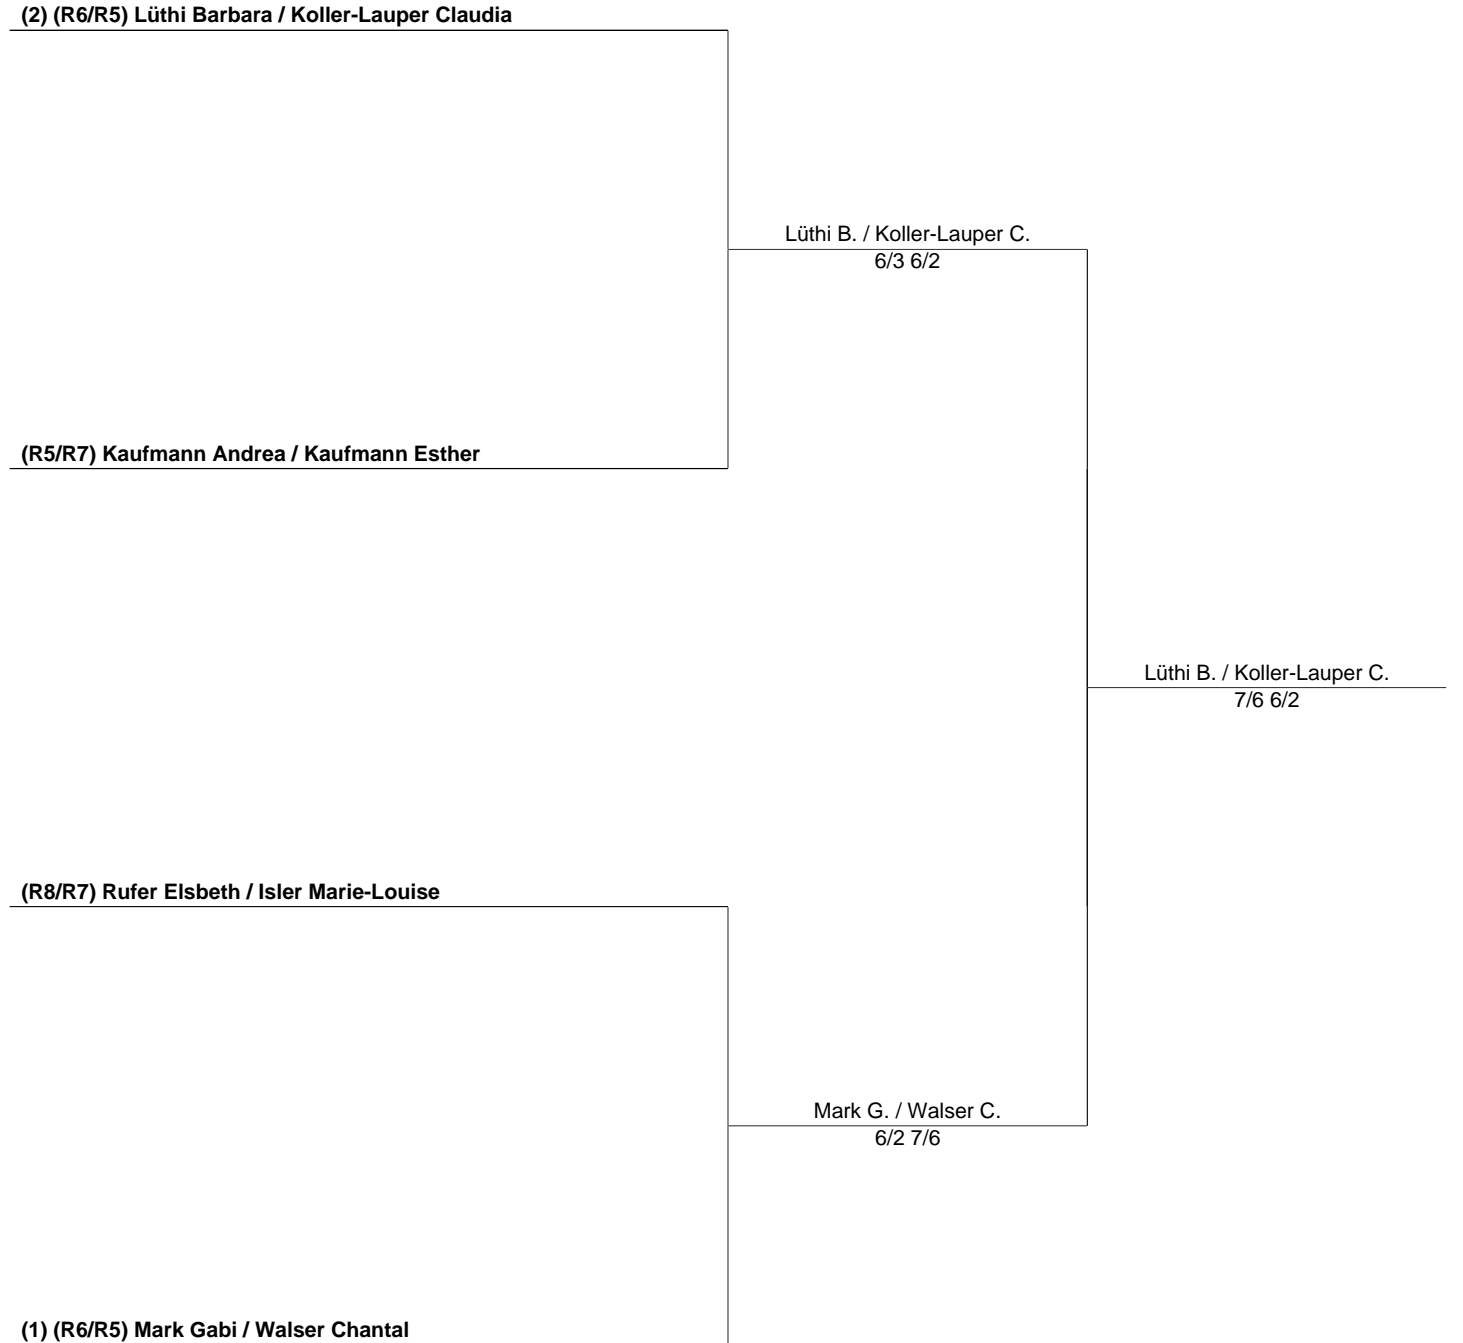 (2) (R6/R5) Lüthi Barbara / Koller-Lauper Claudia
Lüthi B. / Koller-Lauper C.
6/3 6/2
(R5/R7) Kaufmann Andrea / Kaufmann Esther
Lüthi B. / Koller-Lauper C.
7/6 6/2
(R8/R7) Rufer Elsbeth / Isler Marie-Louise
Mark G. / Walser C.
6/2 7/6
(1) (R6/R5) Mark Gabi / Walser Chantal